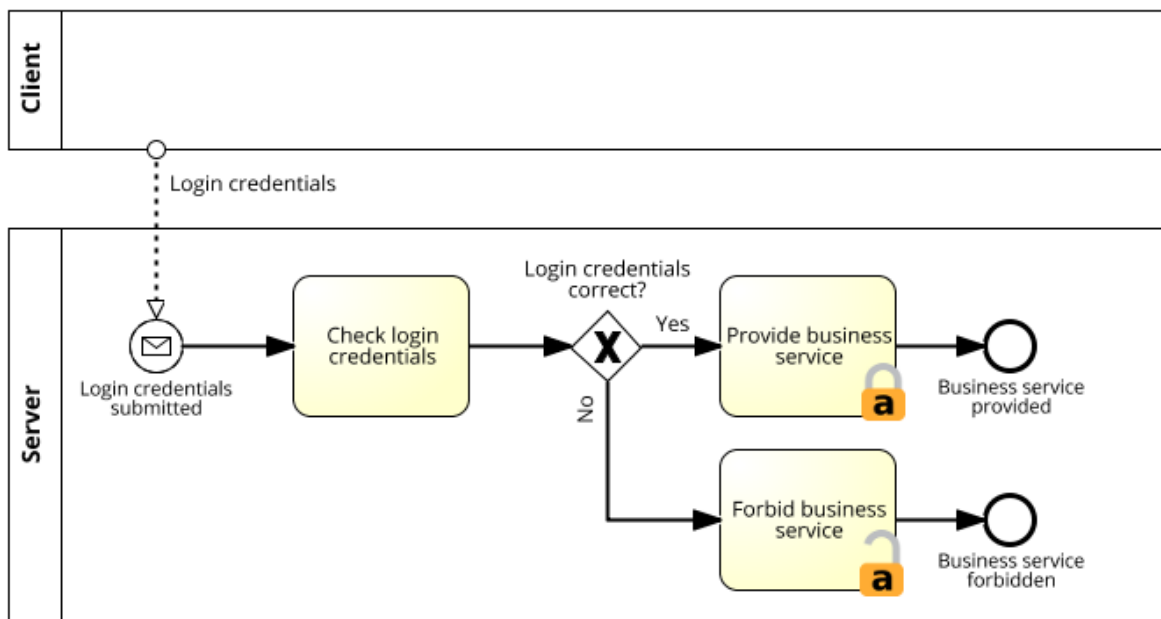 Client
Login credentials
Server
Login credentials
submitted
Check login
credentials
Login credentials
correct?
Yes
No
Provide business
service
a
Business service
provided
Forbid business
service
a
Business service
forbidden